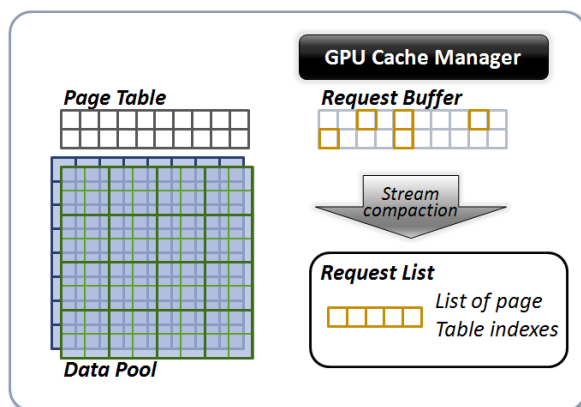 GPU Cache Manager
Page Table
Request Buffer
Stream
compaction
Request List
List of page
Table indexes
Data Pool